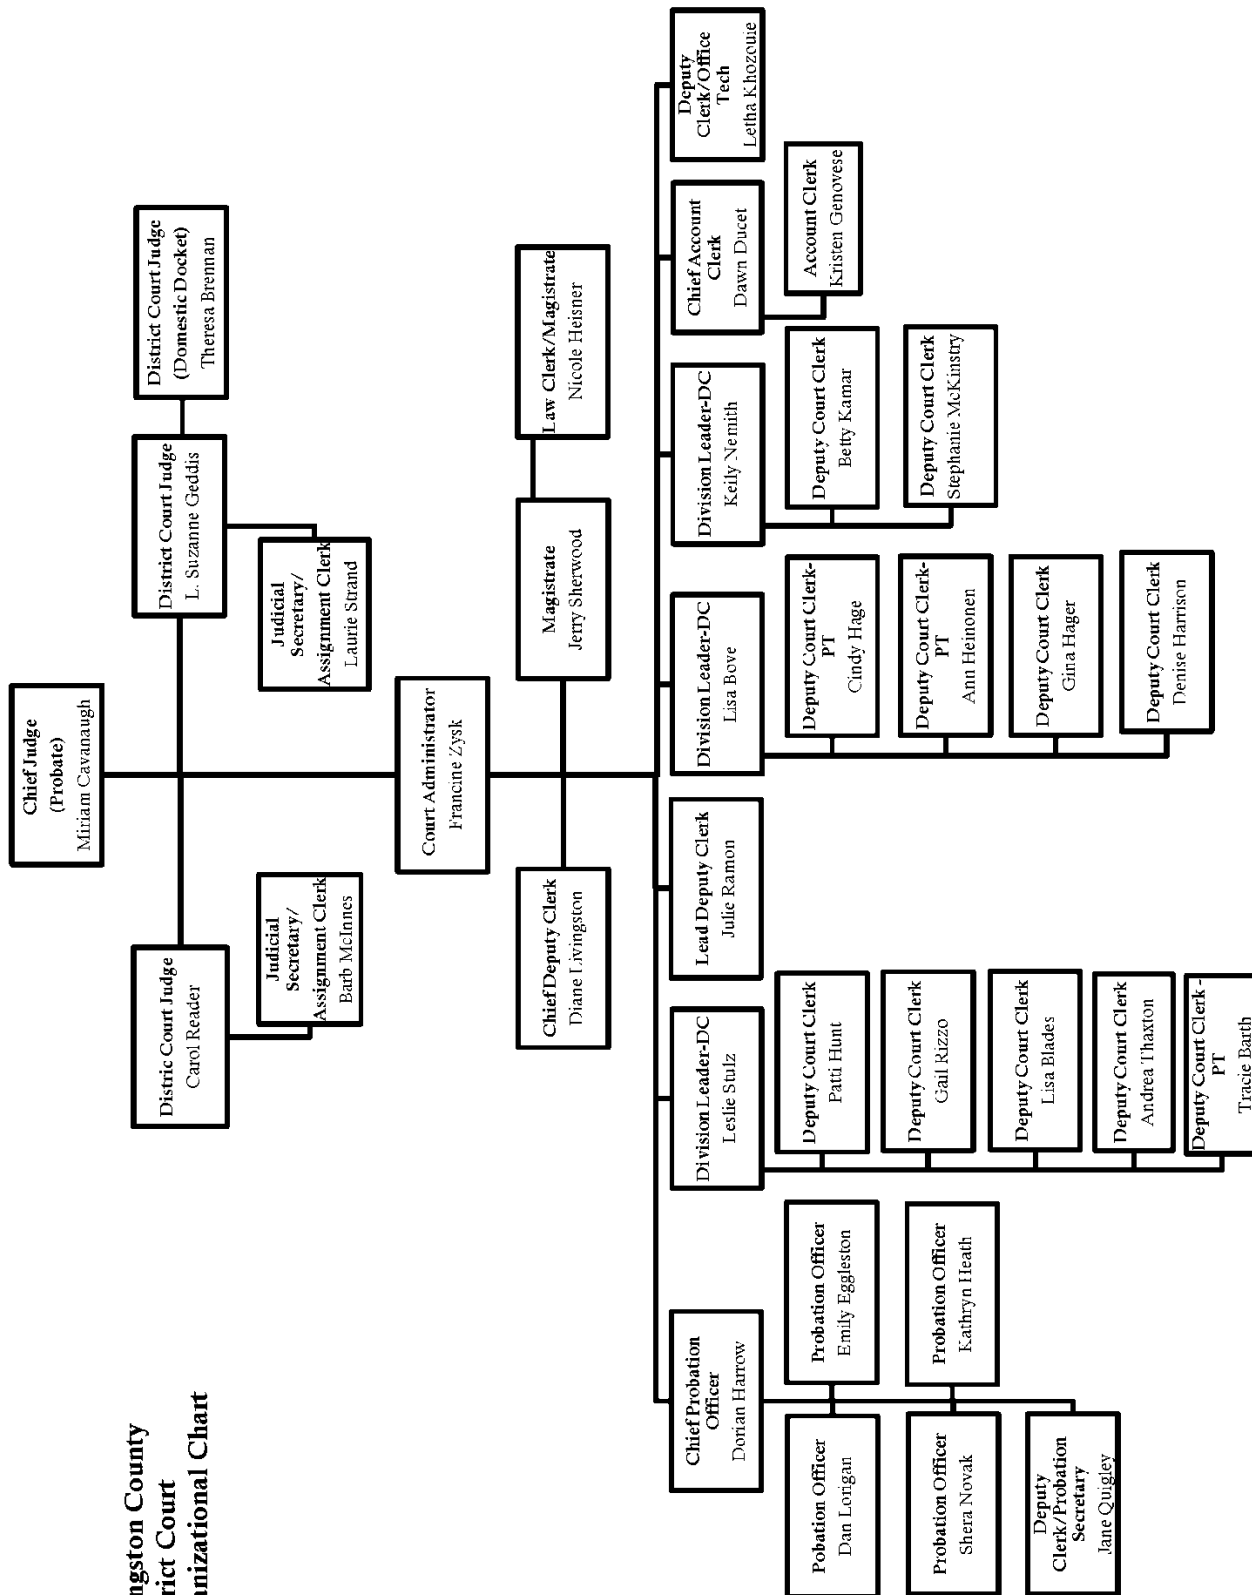 ngston County
rict Court
anizational Chart
Chief Judge
(Probate)
Miriam Cavanaugh
Distric Court Judge
Carol Reader
District Court Judge
L. Suzanne Geddis
District Court Judge
(Domestic Docket)
Theresa Brennan
Judicial
Secretary/
Assignment Clerk
Barb McInnes
Judicial
Secretary/
Assignment Clerk
Laurie Strand
Court Administrator
Francine Zysk
Chief Deputy Clerk
Diane Livingston
Magistrate
Jerry Sherwood
Law Clerk/Magistrate
Nicole Heisner
Chief Probation
Officer
Dorian Harrow
Division Leader-DC
Leslie Stulz
Lead Deputy Clerk
Julie Ramon
Division Leader-DC
Lisa Bove
Division Leader-DC
Keily Nemith
Chief Account
Clerk
Dawn Ducet
Deputy
Clerk/Office
Tech
Letha Khozouie
Pobation Officer
Dan Lorigan
Probation Officer
Emily Eggleston
Probation Officer
Shera Novak
Probation Officer
Kathryn Heath
Deputy
Clerk/Probation
Secretary
Jane Quigley
Deputy Court Clerk
Patti Hunt
Deputy Court Clerk
Gail Rizzo
Deputy Court Clerk
Lisa Blades
Deputy Court Clerk
Andrea Thaxton
Deputy Court Clerk -
PT
Tracie Barth
Deputy Court Clerk-
PT
Cindy Hage
Deputy Court Clerk-
PT
Ann Heinonen
Deputy Court Clerk
Gina Hager
Deputy Court Clerk
Denise Harrison
Deputy Court Clerk
Betty Kamar
Deputy Court Clerk
Stephanie McKinstry
Account Clerk
Kristen Genovese